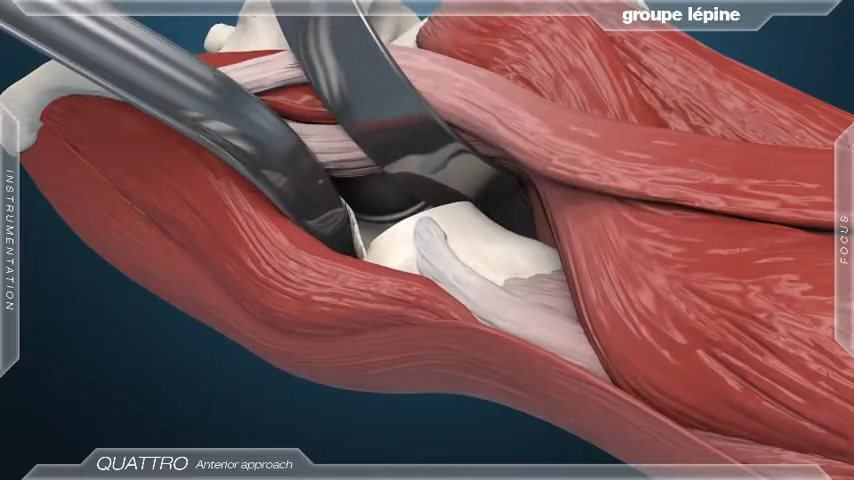 groupe lépine
INSTRUMENTATION
FOCUS
QUATTRO Anterior approach